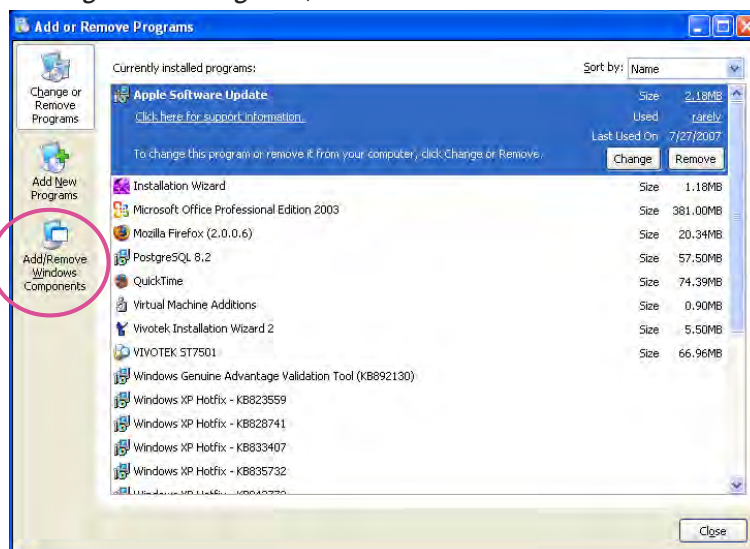 Add or Remove Programs
Change or
Remove
Programs
Add New
Programs
Add/Remove
Windows
Components
Currently installed programs:
Sort by: Name
Apple Software Update
Size 2.18MB
Click here for support information.
Used rarely
Last Used On 7/27/2007
To change this program or remove it from your computer, click Change or Remove.
Change Remove
Installation Wizard Size 1.18MB
Microsoft Office Professional Edition 2003 Size 381.00MB
Mozilla Firefox (2.0.0.6) Size 20.34MB
PostgreSQL 8.2 Size 57.50MB
QuickTime Size 74.39MB
Virtual Machine Additions Size 0.90MB
Vivotek Installation Wizard 2 Size 5.50MB
VIVOTEK ST7501 Size 66.96MB
Windows Genuine Advantage Validation Tool (KB892130)
Windows XP Hotfix - KB823559
Windows XP Hotfix - KB828741
Windows XP Hotfix - KB833407
Windows XP Hotfix - KB835732
Close